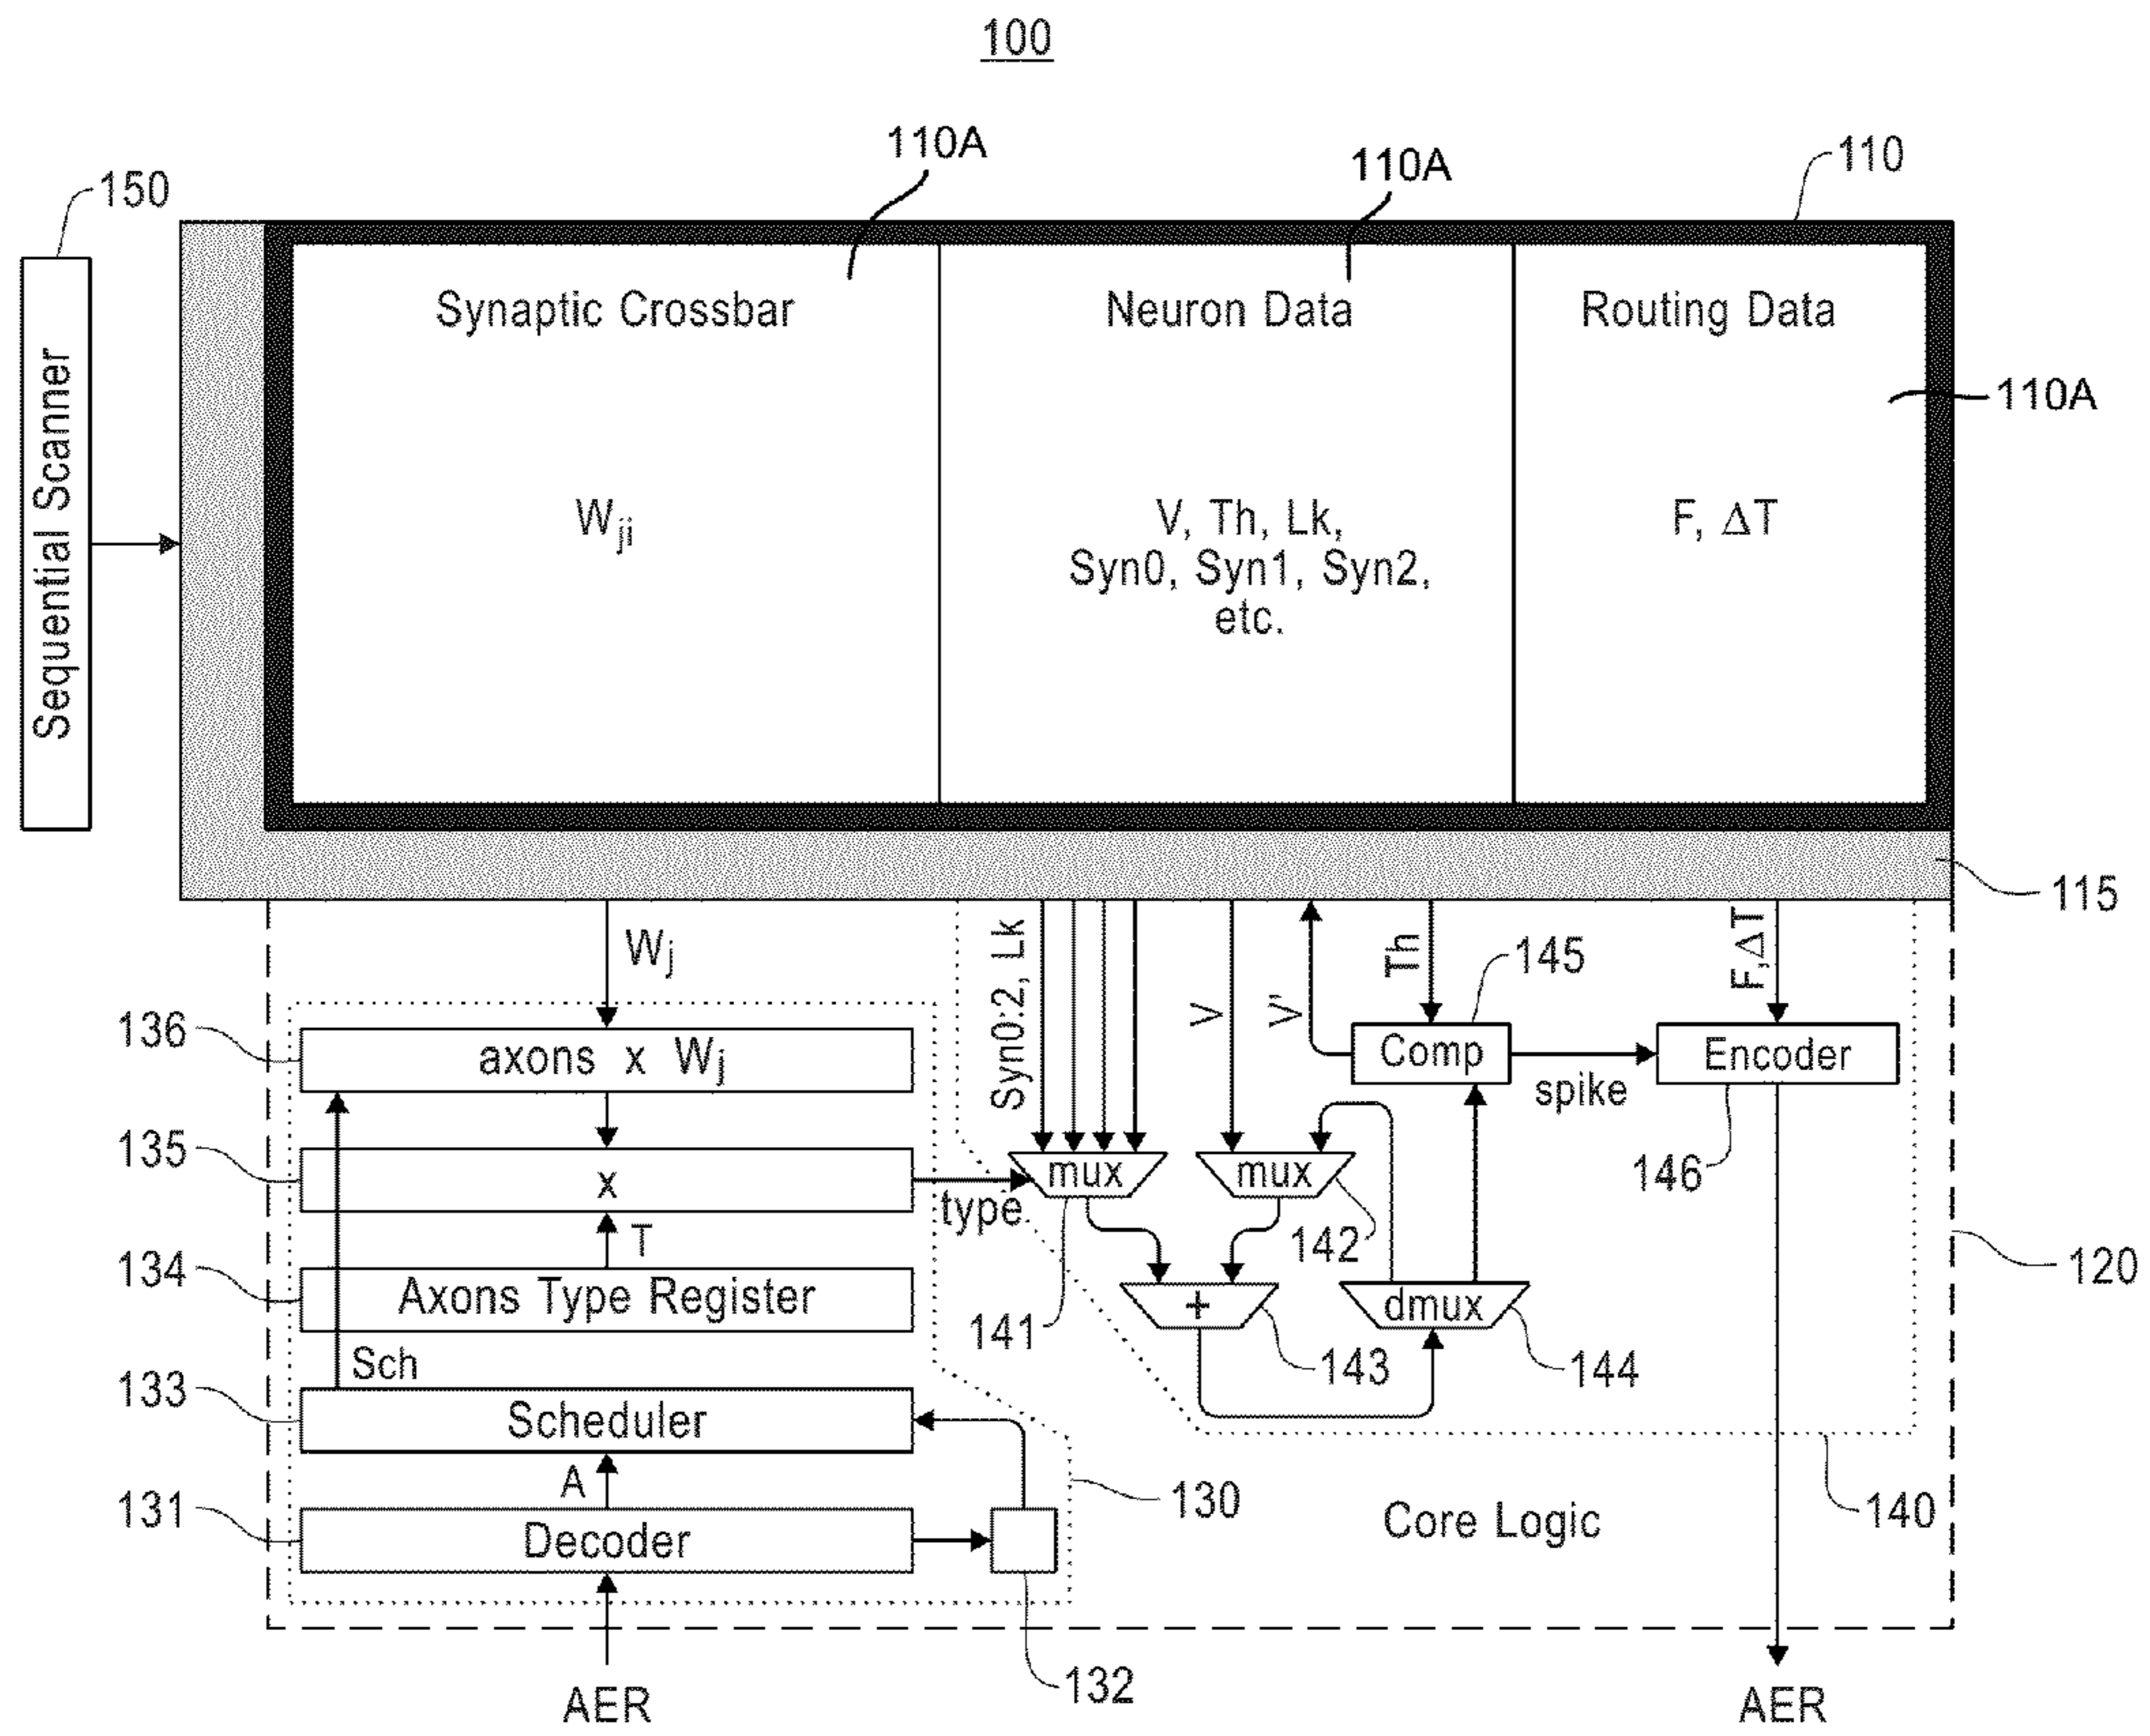 100
110A
110A
110
150
Sequential Scanner
Synaptic Crossbar
Neuron Data
Routing Data
110A
Wji
V, Th, Lk,
Syn0, Syn1, Syn2,
etc.
F, ΔT
115
Wj
Syn0:2, Lk
V
V'
Th
F,ΔT
145
136
axons x Wj
Comp
Encoder
spike
135
x
type
mux
mux
146
142
T
134
Axons Type Register
141
+
dmux
143
144
120
Sch
133
Scheduler
A
130
131
Decoder
Core Logic
140
132
AER
AER